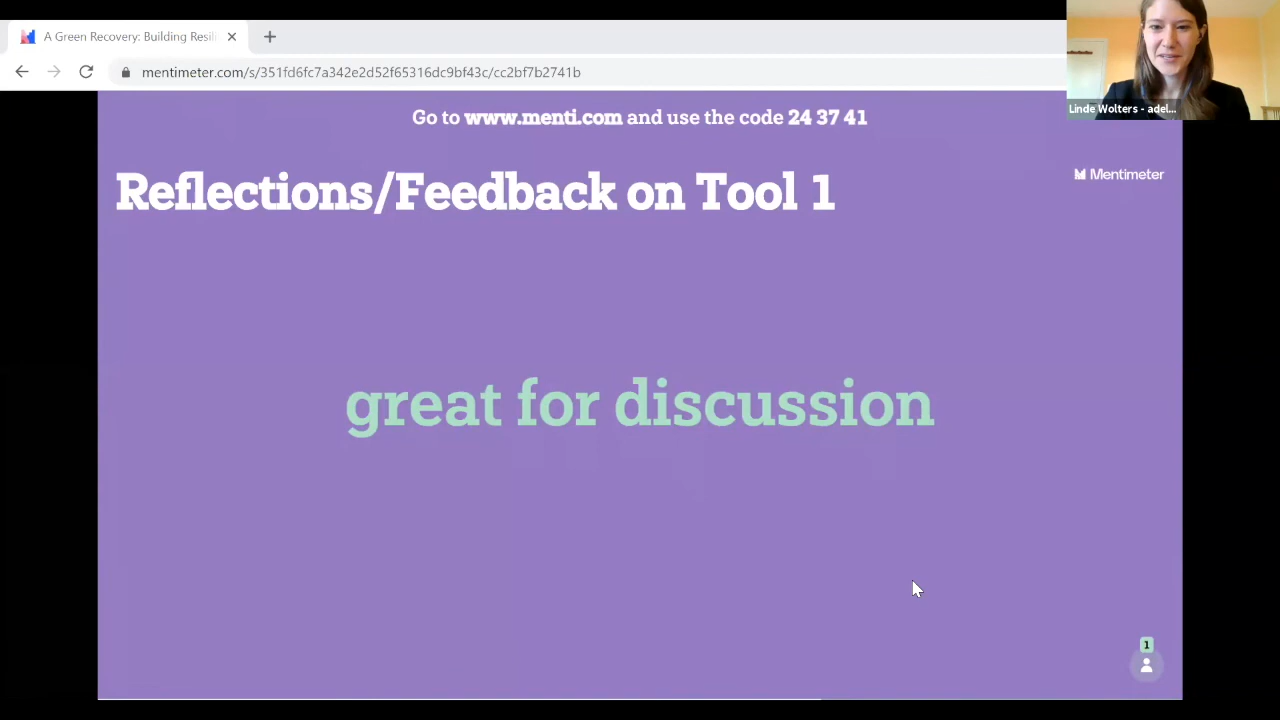 A Green Recovery: Building Resili
mentimeter.com/s/351fd6fc7a342e2d52f65316dc9bf43c/cc2bf7b2741b
Linde Wolters - adel...
Go to www.menti.com and use the code 24 37 41
Mentimeter
Reflections/Feedback on Tool 1
great for discussion
1